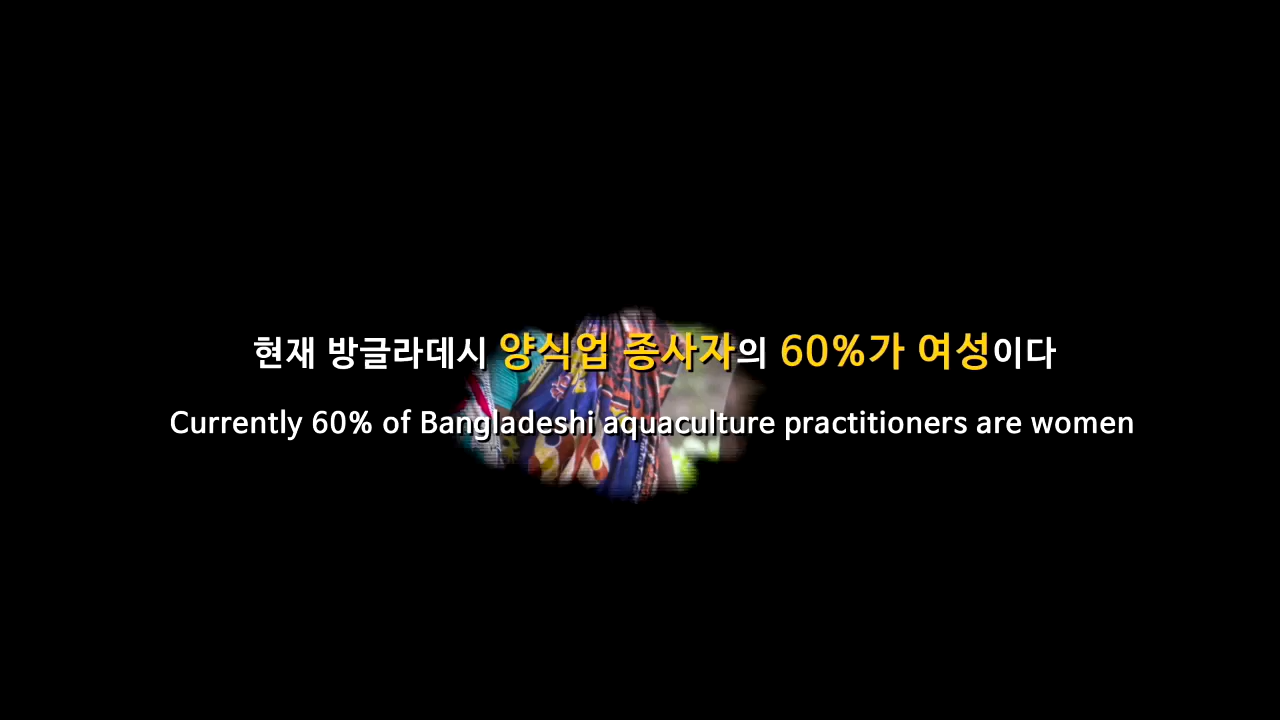 현재 방글라데시 양식업 종사자의 60%가 여성이다
Currently 60% of Bangladeshi aquaculture practitioners are women